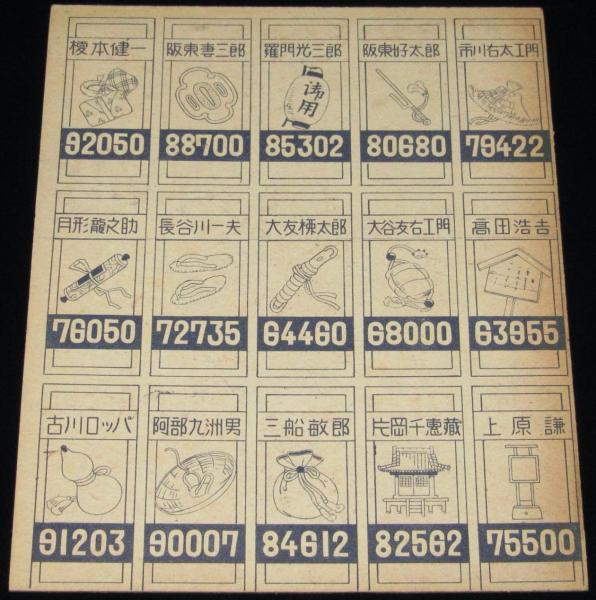 榎本健一
92050
阪東妻三郎
88700
羅門光三郎
御用
85302
阪東好太郎
80680
市川右太エ門
79422
月形龍之助
76050
長谷川一夫
72735
大友柳太郎
64460
大谷友右エ門
68000
高田浩吉
63955
古川ロッパ
91203
阿部九洲男
90007
三船敏郎
84612
片岡千恵蔵
82562
上原謙
75500